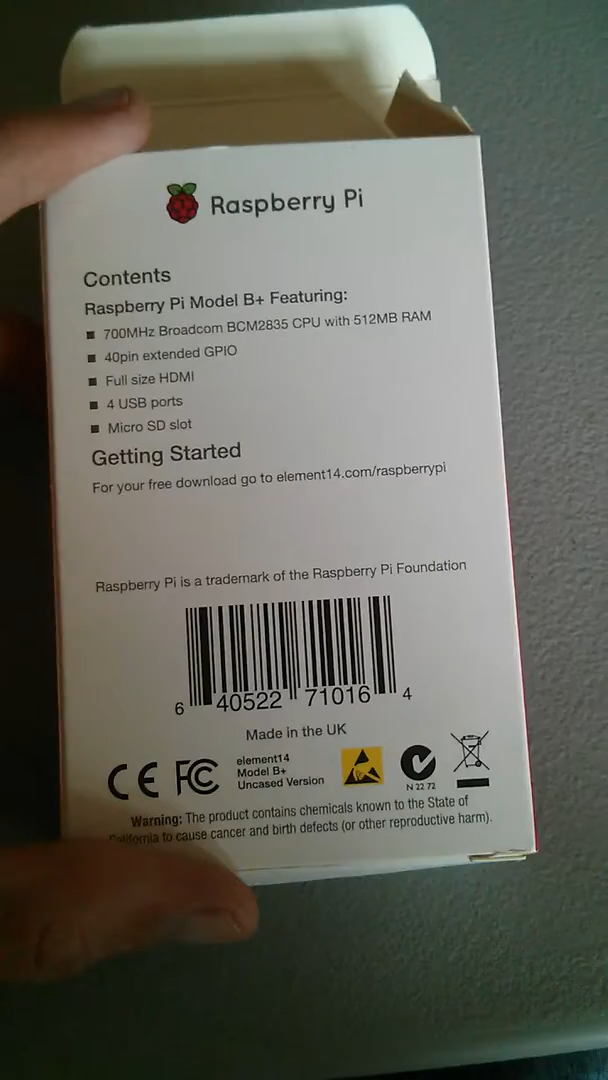 Raspberry Pi
Contents
Raspberry Pi Model B+ Featuring:
■ 700MHz Broadcom BCM2835 CPU with 512MB RAM
■ 40pin extended GPIO
■ Full size HDMI
■ 4 USB ports
■ Micro SD slot
Getting Started
For your free download go to element14.com/raspberrypi
Raspberry Pi is a trademark of the Raspberry Pi Foundation
6 40522 71016 4
Made in the UK
CE FC
element14
Model B+
Uncased Version
N 22 72
Warning: The product contains chemicals known to the State of
California to cause cancer and birth defects (or other reproductive harm).